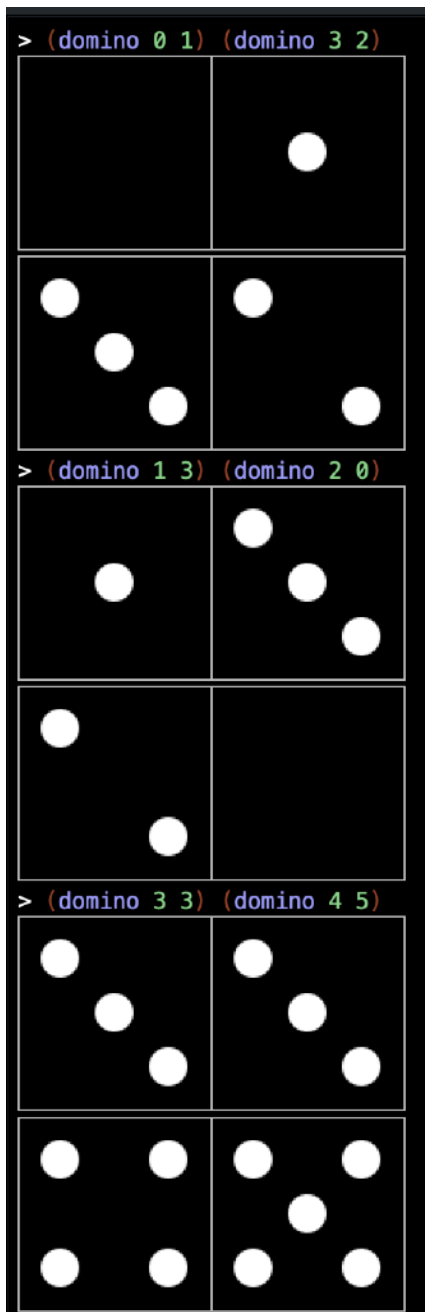 > (domino 0 1) (domino 3 2)
> (domino 1 3) (domino 2 0)
> (domino 3 3) (domino 4 5)